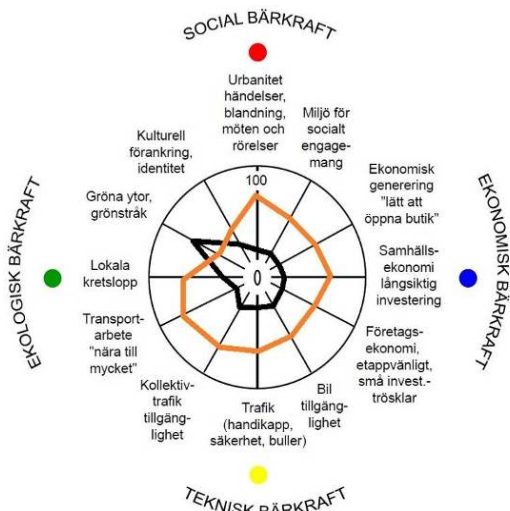 SOCIAL BÄRKRAFT
Urbanitet
händelser,
blandning,
möten och
rörelser
Miljö för
socialt
engage-
mang
Ekonomisk
generering
"lätt att
öppna butik"
EKONOMISK BÄRKRAFT
Samhälls-
ekonomi
långsiktig
investering
Företags-
ekonomi,
etappvänligt,
små invest.-
trösklar
Bil
tillgäng-
lighet
Trafik
(handikapp,
säkerhet, buller)
TEKNISK BÄRKRAFT
Kollektiv-
trafik
tillgäng-
lighet
Transport-
arbete
"nära till
mycket"
Lokala
kretslopp
EKOLOGISK BÄRKRAFT
Gröna ytor,
grönstråk
Kulturell
förankring,
identitet
100
0